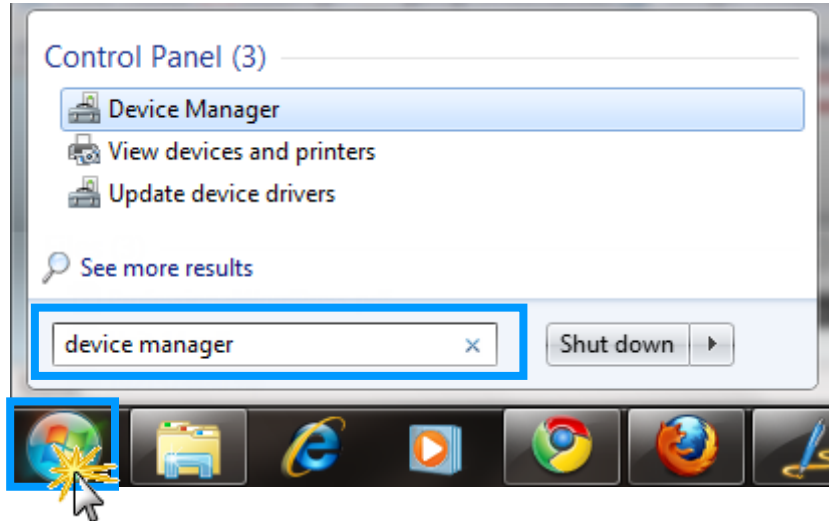 Control Panel (3)
Device Manager
View devices and printers
Update device drivers
See more results
device manager
Shut down